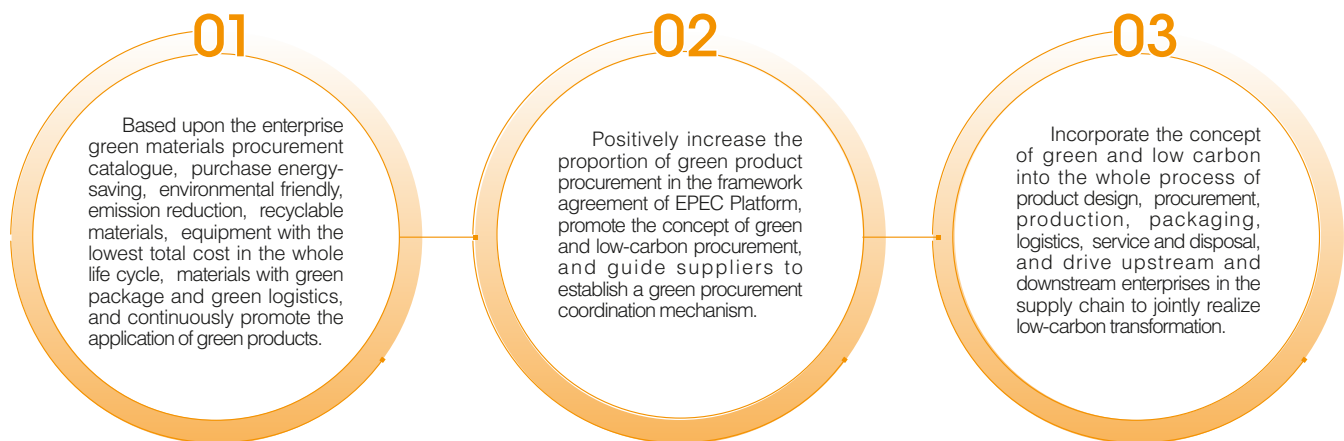 01
Based upon the enterprise
green materials procurement
catalogue, purchase energy-
saving, environmental friendly,
emission reduction, recyclable
materials, equipment with the
lowest total cost in the whole
life cycle, materials with green
package and green logistics,
and continuously promote the
application of green products.
02
Positively increase the
proportion of green product
procurement in the framework
agreement of EPEC Platform,
promote the concept of green
and low-carbon procurement,
and guide suppliers to
establish a green procurement
coordination mechanism.
03
Incorporate the concept
of green and low carbon
into the whole process of
product design, procurement,
production, packaging,
logistics, service and disposal,
and drive upstream and
downstream enterprises in the
supply chain to jointly realize
low-carbon transformation.